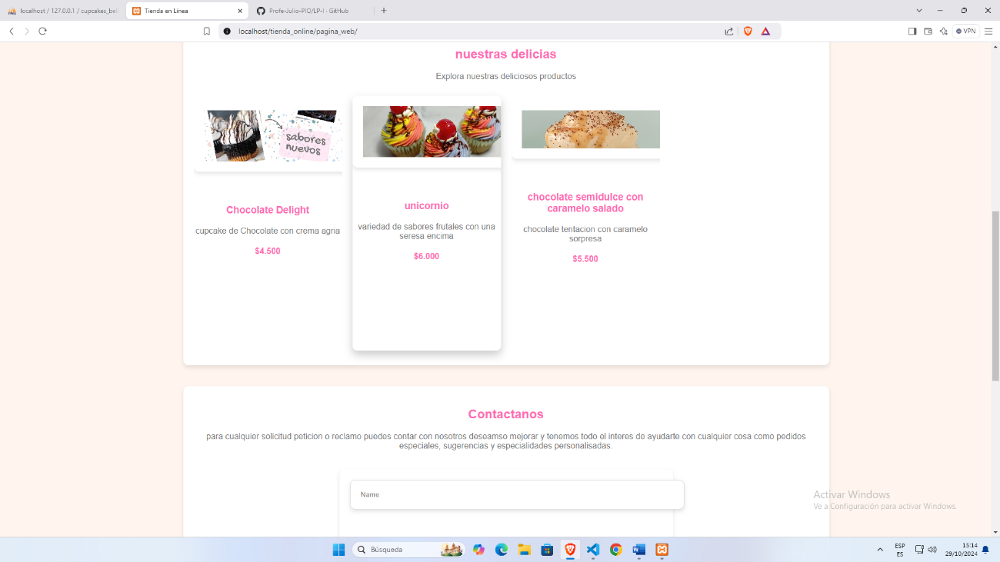 localhost / 127.0.0.1 / cupcakes_bell
Tienda en Línea
Profe-Julio-PIO/LP-I · GitHub
localhost/tienda_online/pagina_web/
VPN
nuestras delicias
Explora nuestras deliciosos productos
sabores
nuevos
Chocolate Delight
cupcake de Chocolate con crema agria
$4.500
unicornio
variedad de sabores frutales con una
seresa encima
$6.000
chocolate semidulce con
caramelo salado
chocolate tentacion con caramelo
sorpresa
$5.500
Contactanos
para cualquier solicitud peticion o reclamo puedes contar con nosotros deseamso mejorar y tenemos todo el interes de ayudarte con cualquier cosa como pedidos
especiales, sugerencias y especialidades personalisadas.
Name
Activar Windows
Ve a Configuración para activar Windows.
Búsqueda
ESP
ES
15:14
29/10/2024